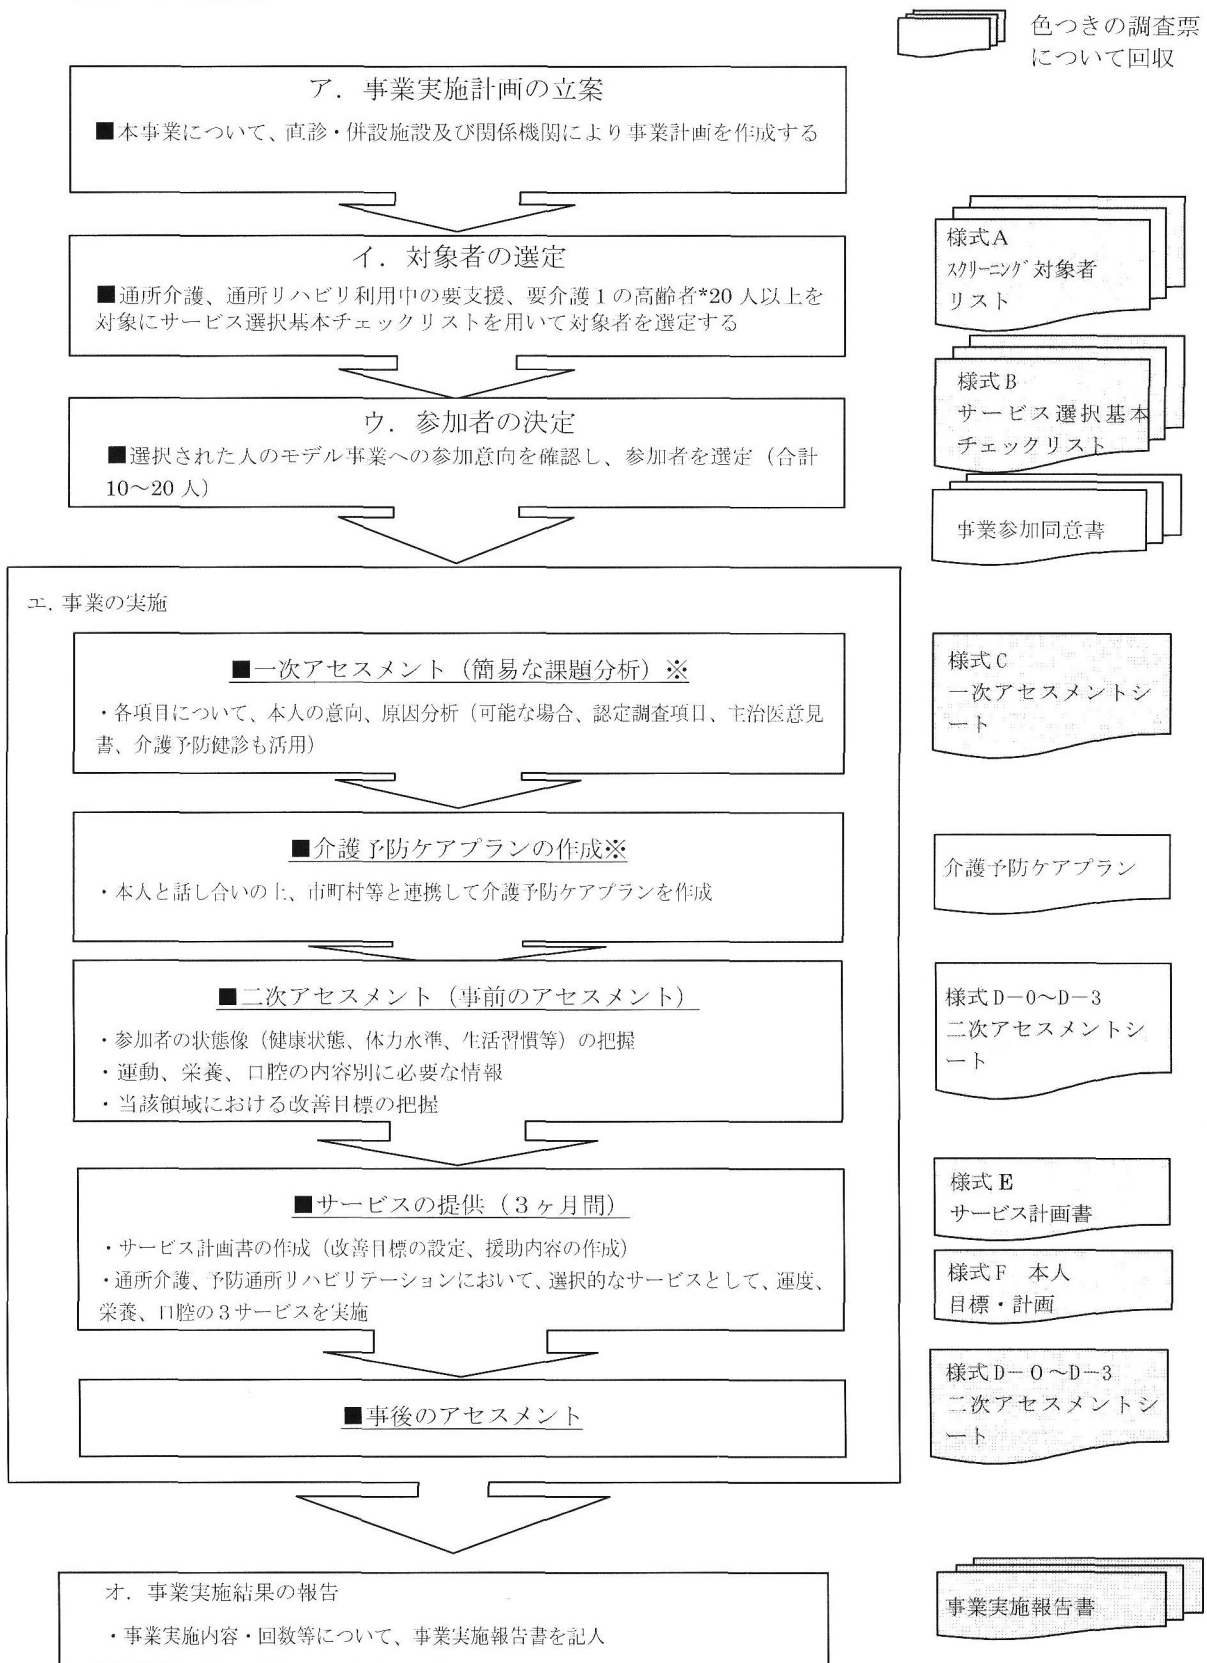 色つきの調査票
について回収
ア．事業実施計画の立案
■本事業について、直診・併設施設及び関係機関により事業計画を作成する
イ．対象者の選定
■通所介護、通所リハビリ利用中の要支援、要介護１の高齢者*20人以上を
対象にサービス選択基本チェックリストを用いて対象者を選定する
様式A
スクリーニング対象者
リスト
様式B
サービス選択基本
チェックリスト
ウ．参加者の決定
■選択された人のモデル事業への参加意向を確認し、参加者を選定（合計
10～20人）
事業参加同意書
エ．事業の実施
■一次アセスメント（簡易な課題分析）※
・各項目について、本人の意向、原因分析（可能な場合、認定調査項目、主治医意見
書、介護予防健診も活用）
様式C
一次アセスメントシ
ート
■介護予防ケアプランの作成※
・本人と話し合いの上、市町村等と連携して介護予防ケアプランを作成
介護予防ケアプラン
■二次アセスメント（事前のアセスメント）
・参加者の状態像（健康状態、体力水準、生活習慣等）の把握
・運動、栄養、口腔の内容別に必要な情報
・当該領域における改善目標の把握
様式D－0～D－3
二次アセスメントシ
ート
■サービスの提供（３ヶ月間）
・サービス計画書の作成（改善目標の設定、援助内容の作成）
・通所介護、予防通所リハビリテーションにおいて、選択的なサービスとして、運度、
栄養、口腔の３サービスを実施
様式E
サービス計画書
様式F　本人
目標・計画
■事後のアセスメント
様式D－0～D－3
二次アセスメントシ
ート
オ．事業実施結果の報告
・事業実施内容・回数等について、事業実施報告書を記入
事業実施報告書